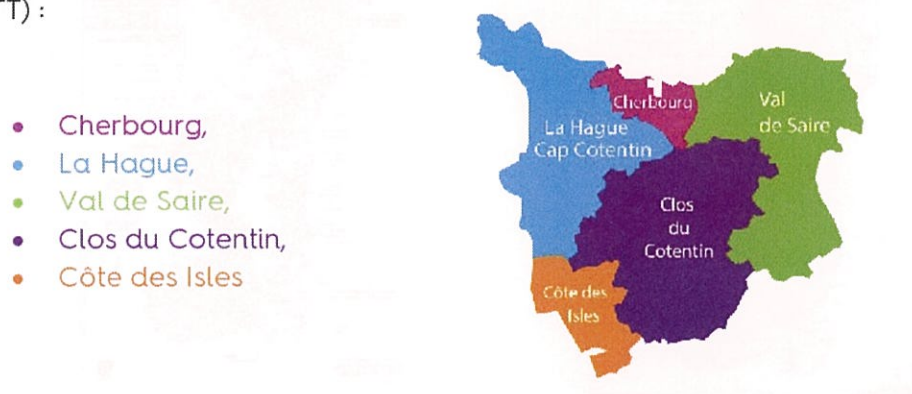 TT) :
• Cherbourg,
• La Hague,
• Val de Saire,
• Clos du Cotentin,
• Côte des Isles
Cherbourg
Val
de Saire
La Hague
Cap Cotentin
Clos
du
Cotentin
Côte des
Isles